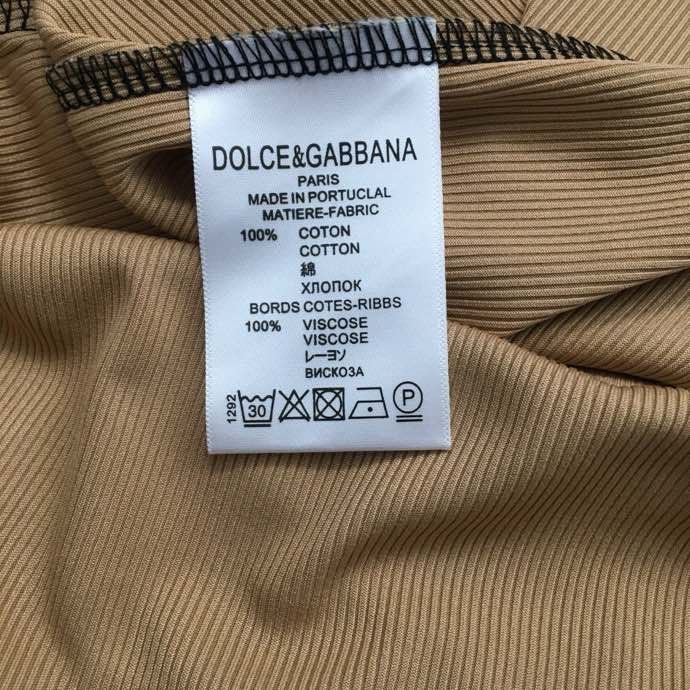 DOLCE&GABBANA
PARIS
MADE IN PORTUCLAL
MATIERE-FABRIC
100% COTON
COTTON
綿
ХЛОПОК
BORDS COTES-RIBBS
100% VISCOSE
VISCOSE
レーヨン
ВИСКОЗА
1292
30
P